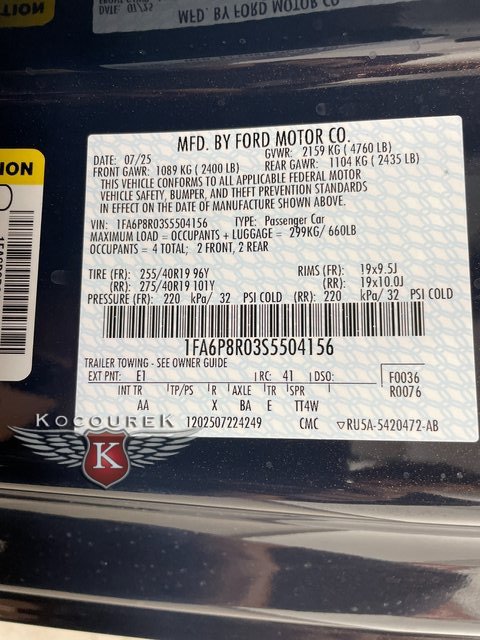 MFD. BY FORD MOTOR CO.
DATE: 07/25 GVWR: 2159 KG ( 4760 LB)
FRONT GAWR: 1089 KG ( 2400 LB) REAR GAWR: 1104 KG ( 2435 LB)
THIS VEHICLE CONFORMS TO ALL APPLICABLE FEDERAL MOTOR
VEHICLE SAFETY, BUMPER, AND THEFT PREVENTION STANDARDS
IN EFFECT ON THE DATE OF MANUFACTURE SHOWN ABOVE.
VIN: 1FA6P8R03S5504156 TYPE: Passenger Car
MAXIMUM LOAD = OCCUPANTS + LUGGAGE = 299KG/ 660LB
OCCUPANTS = 4 TOTAL; 2 FRONT, 2 REAR
TIRE (FR): 255/40R19 96Y RIMS (FR): 19x9.5J
(RR): 275/40R19 101Y (RR): 19x10.0J
PRESSURE (FR): 220 kPa/ 32 PSI COLD (RR): 220 kPa/ 32 PSI COLD
1FA6P8R03S5504156
TRAILER TOWING - SEE OWNER GUIDE
EXT PNT: E1 RC: 41 DSO: F0036
INT TR TP/PS R AXLE TR SPR R0076
AA X BA E TT4W
1202507224249 CMC RU5A-5420472-AB
KOCOUREK
K